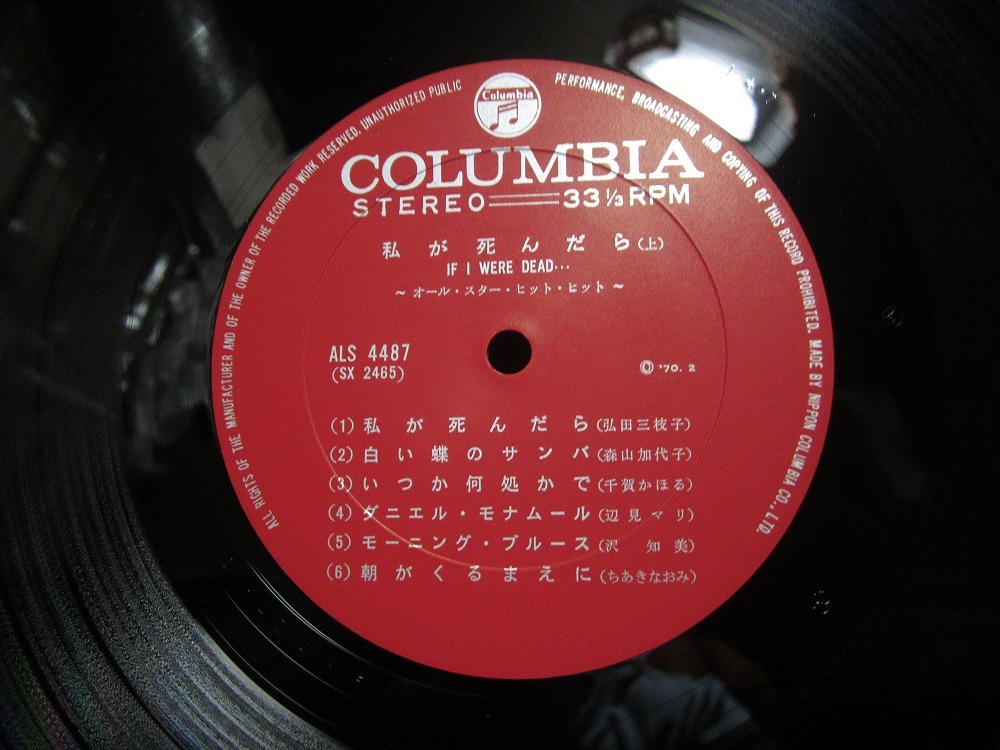 ALL RIGHTS OF THE MANUFACTURER AND OF THE OWNER OF THE RECORDED WORK RESERVED. UNAUTHORIZED PUBLIC PERFORMANCE, BROADCASTING AND COPYING OF THIS RECORD PROHIBITED. MADE BY NIPPON COLUMBIA CO., LTD.
Columbia
COLUMBIA
STEREO 33 1/3 RPM
私が死んだら(上)
IF I WERE DEAD…
~ オール・スター・ヒット・ヒット ~
ALS 4487
(SX 2465)
© '70. 2
(1) 私が死んだら (弘田三枝子)
(2) 白い蝶のサンバ (森山加代子)
(3) いつか何処かで (千賀かほる)
(4) ダニエル・モナムール (辺見マリ)
(5) モーニング・ブルース (沢 知美)
(6) 朝がくるまえに (ちあきなおみ)